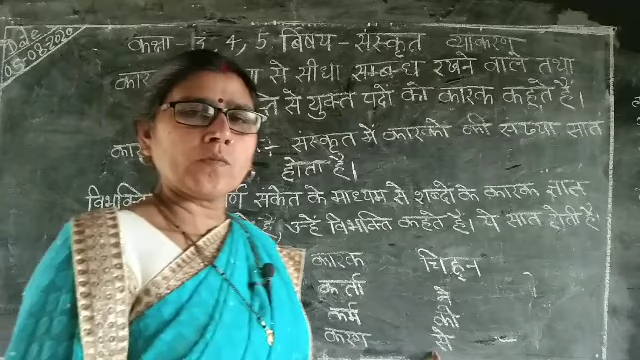 Date
05.08.2020
कक्षा - 3, 4, 5 विषय - संस्कृत व्याकरण
कार से सीधा सम्बन्ध रखने वाले तथा
से युक्त पदों को कारक कहते है।
कार संस्कृत में कारकों की संख्या सात
होता है।
विभक्ति संकेत के माध्यम से शब्दों के कारक ज्ञात
है, उन्हें विभक्ति कहते है। ये सात होती है।
कारक चिह्न
कर्ता ने
कर्म को
करण से